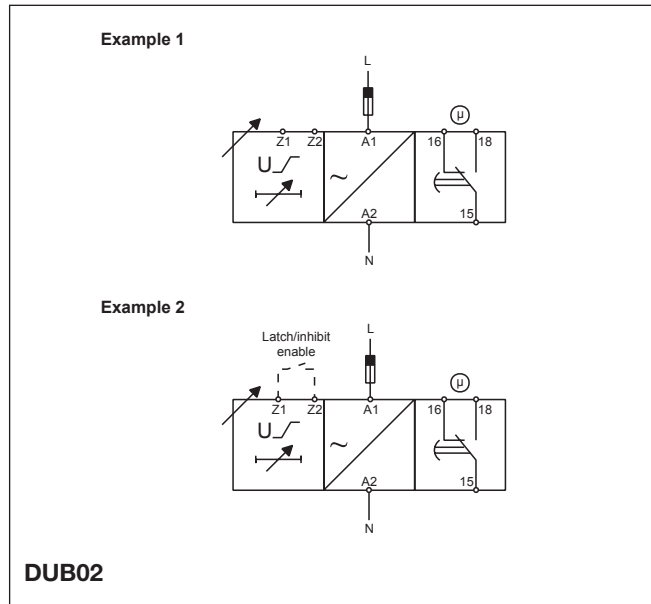 Example 1
L
Z1 Z2 A1 16 μ 18
U
~
A2 15
N
Example 2
Latch/inhibit
enable
L
Z1 Z2 A1 16 μ 18
U
~
A2 15
N
DUB02